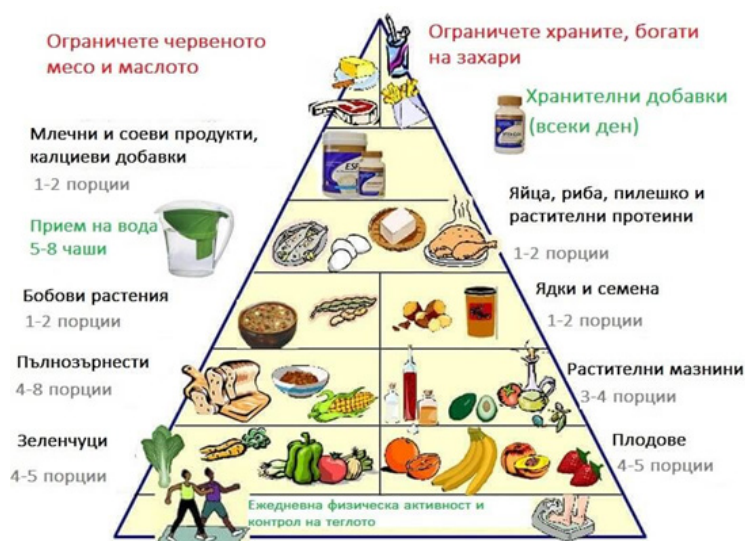 Ограничете червеното
месо и маслото
Ограничете храните, богати
на захари
Хранителни добавки
(всеки ден)
Млечни и соеви продукти,
калциеви добавки
1-2 порции
Прием на вода
5-8 чаши
Яйца, риба, пилешко и
растителни протеини
1-2 порции
Бобови растения
1-2 порции
Ядки и семена
1-2 порции
Пълнозърнести
4-8 порции
Растителни мазнини
3-4 порции
Зеленчуци
4-5 порции
Плодове
4-5 порции
Ежедневна физическа активност и
контрол на теглото